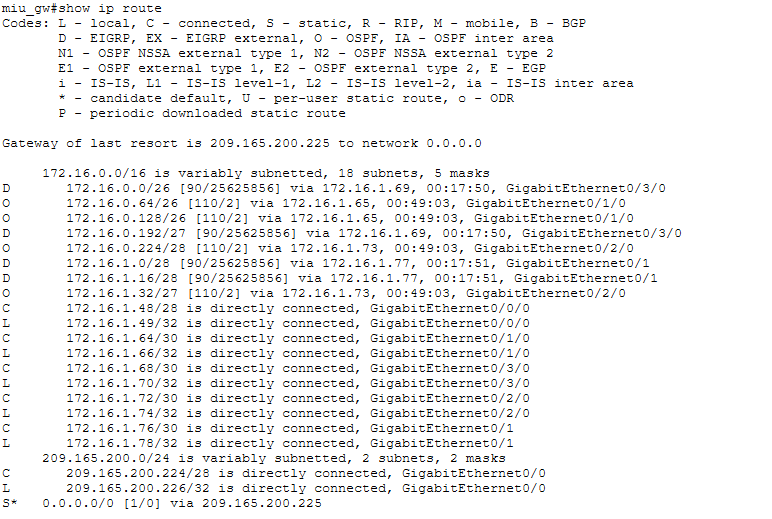 miu_gw#show ip route
Codes: L - local, C - connected, S - static, R - RIP, M - mobile, B - BGP
       D - EIGRP, EX - EIGRP external, O - OSPF, IA - OSPF inter area
       N1 - OSPF NSSA external type 1, N2 - OSPF NSSA external type 2
       E1 - OSPF external type 1, E2 - OSPF external type 2, E - EGP
       i - IS-IS, L1 - IS-IS level-1, L2 - IS-IS level-2, ia - IS-IS inter area
       * - candidate default, U - per-user static route, o - ODR
       P - periodic downloaded static route
Gateway of last resort is 209.165.200.225 to network 0.0.0.0
     172.16.0.0/16 is variably subnetted, 18 subnets, 5 masks
D       172.16.0.0/26 [90/25625856] via 172.16.1.69, 00:17:50, GigabitEthernet0/3/0
O       172.16.0.64/26 [110/2] via 172.16.1.65, 00:49:03, GigabitEthernet0/1/0
O       172.16.0.128/26 [110/2] via 172.16.1.65, 00:49:03, GigabitEthernet0/1/0
D       172.16.0.192/27 [90/25625856] via 172.16.1.69, 00:17:50, GigabitEthernet0/3/0
O       172.16.0.224/28 [110/2] via 172.16.1.73, 00:49:03, GigabitEthernet0/2/0
D       172.16.1.0/28 [90/25625856] via 172.16.1.77, 00:17:51, GigabitEthernet0/1
D       172.16.1.16/28 [90/25625856] via 172.16.1.77, 00:17:51, GigabitEthernet0/1
O       172.16.1.32/27 [110/2] via 172.16.1.73, 00:49:03, GigabitEthernet0/2/0
C       172.16.1.48/28 is directly connected, GigabitEthernet0/0/0
L       172.16.1.49/32 is directly connected, GigabitEthernet0/0/0
C       172.16.1.64/30 is directly connected, GigabitEthernet0/1/0
L       172.16.1.66/32 is directly connected, GigabitEthernet0/1/0
C       172.16.1.68/30 is directly connected, GigabitEthernet0/3/0
L       172.16.1.70/32 is directly connected, GigabitEthernet0/3/0
C       172.16.1.72/30 is directly connected, GigabitEthernet0/2/0
L       172.16.1.74/32 is directly connected, GigabitEthernet0/2/0
C       172.16.1.76/30 is directly connected, GigabitEthernet0/1
L       172.16.1.78/32 is directly connected, GigabitEthernet0/1
     209.165.200.0/24 is variably subnetted, 2 subnets, 2 masks
C       209.165.200.224/28 is directly connected, GigabitEthernet0/0
L       209.165.200.226/32 is directly connected, GigabitEthernet0/0
S*   0.0.0.0/0 [1/0] via 209.165.200.225